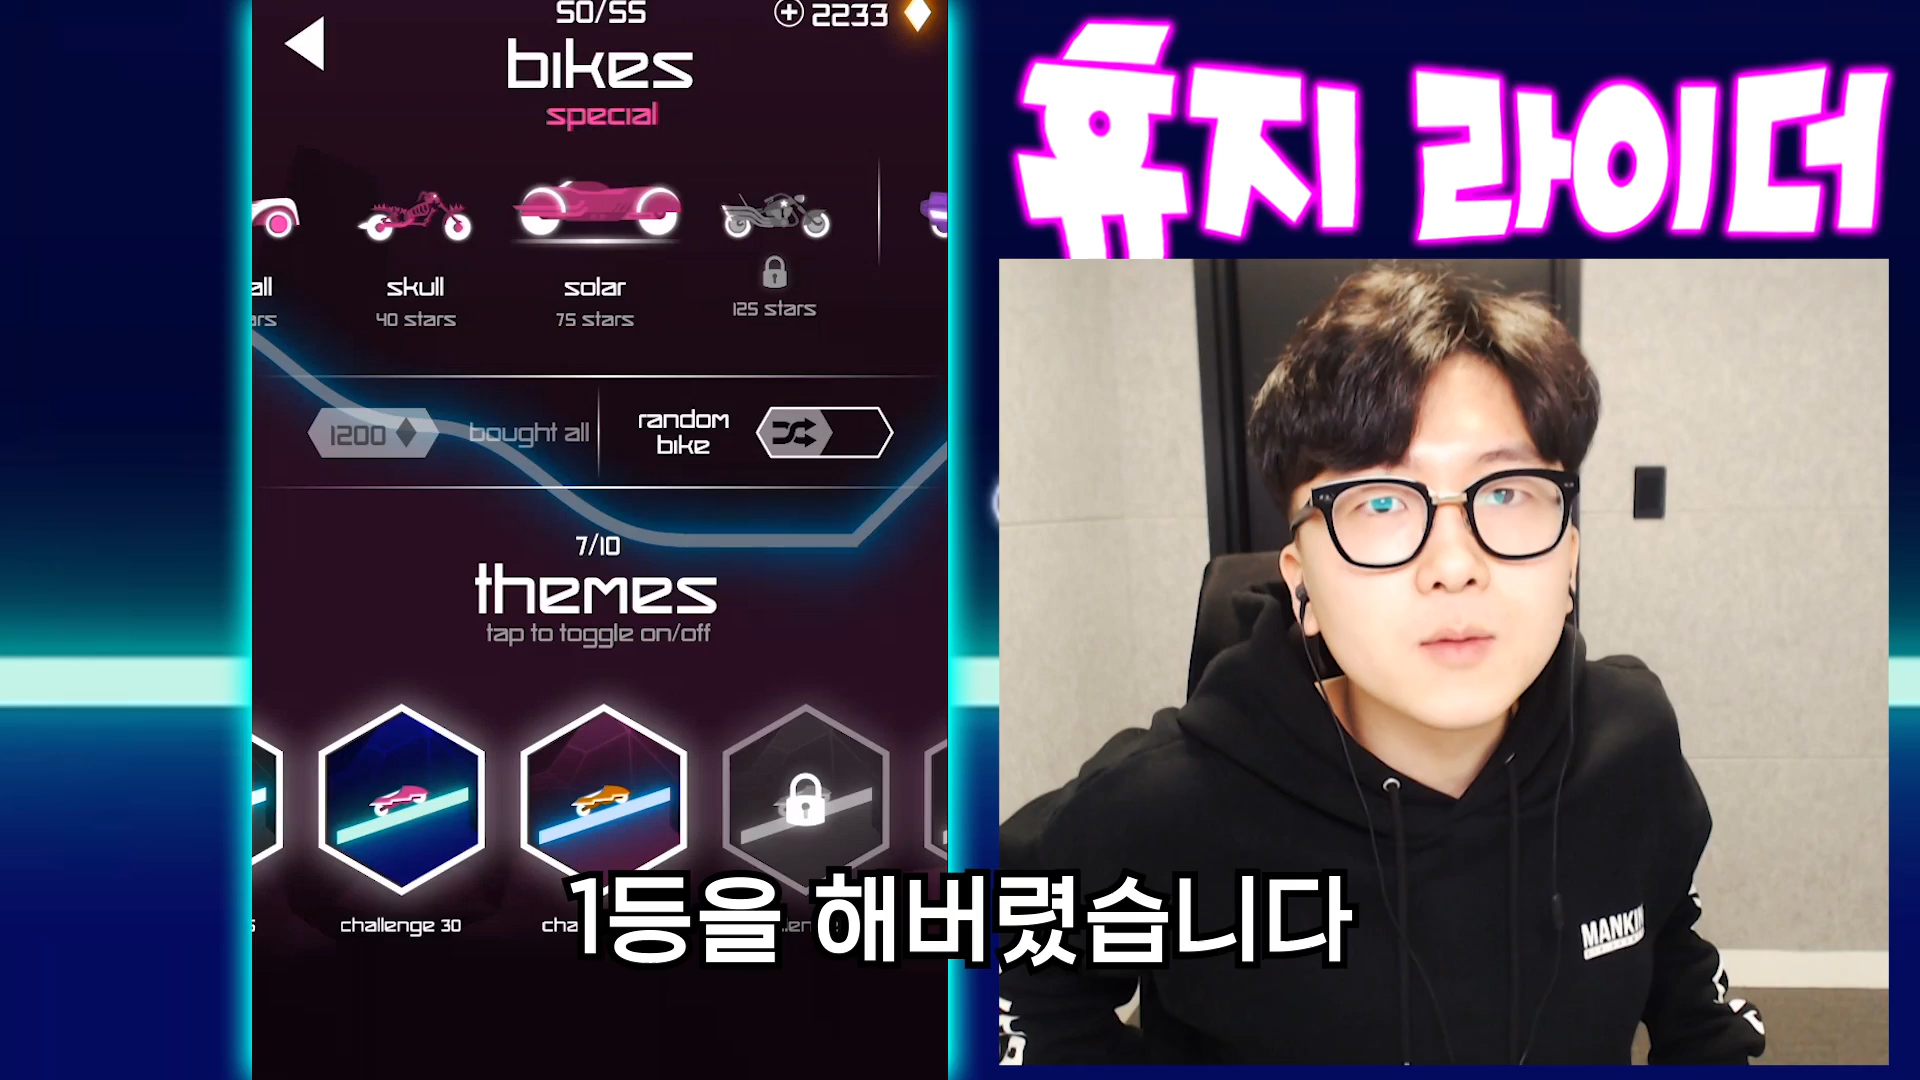 50/55
2233
bikes
special
all
skull
solar
40 stars
75 stars
125 stars
1200
bought all
random
bike
7/10
themes
tap to toggle on/off
challenge 30
1등을 해버렸습니다
지 라이더